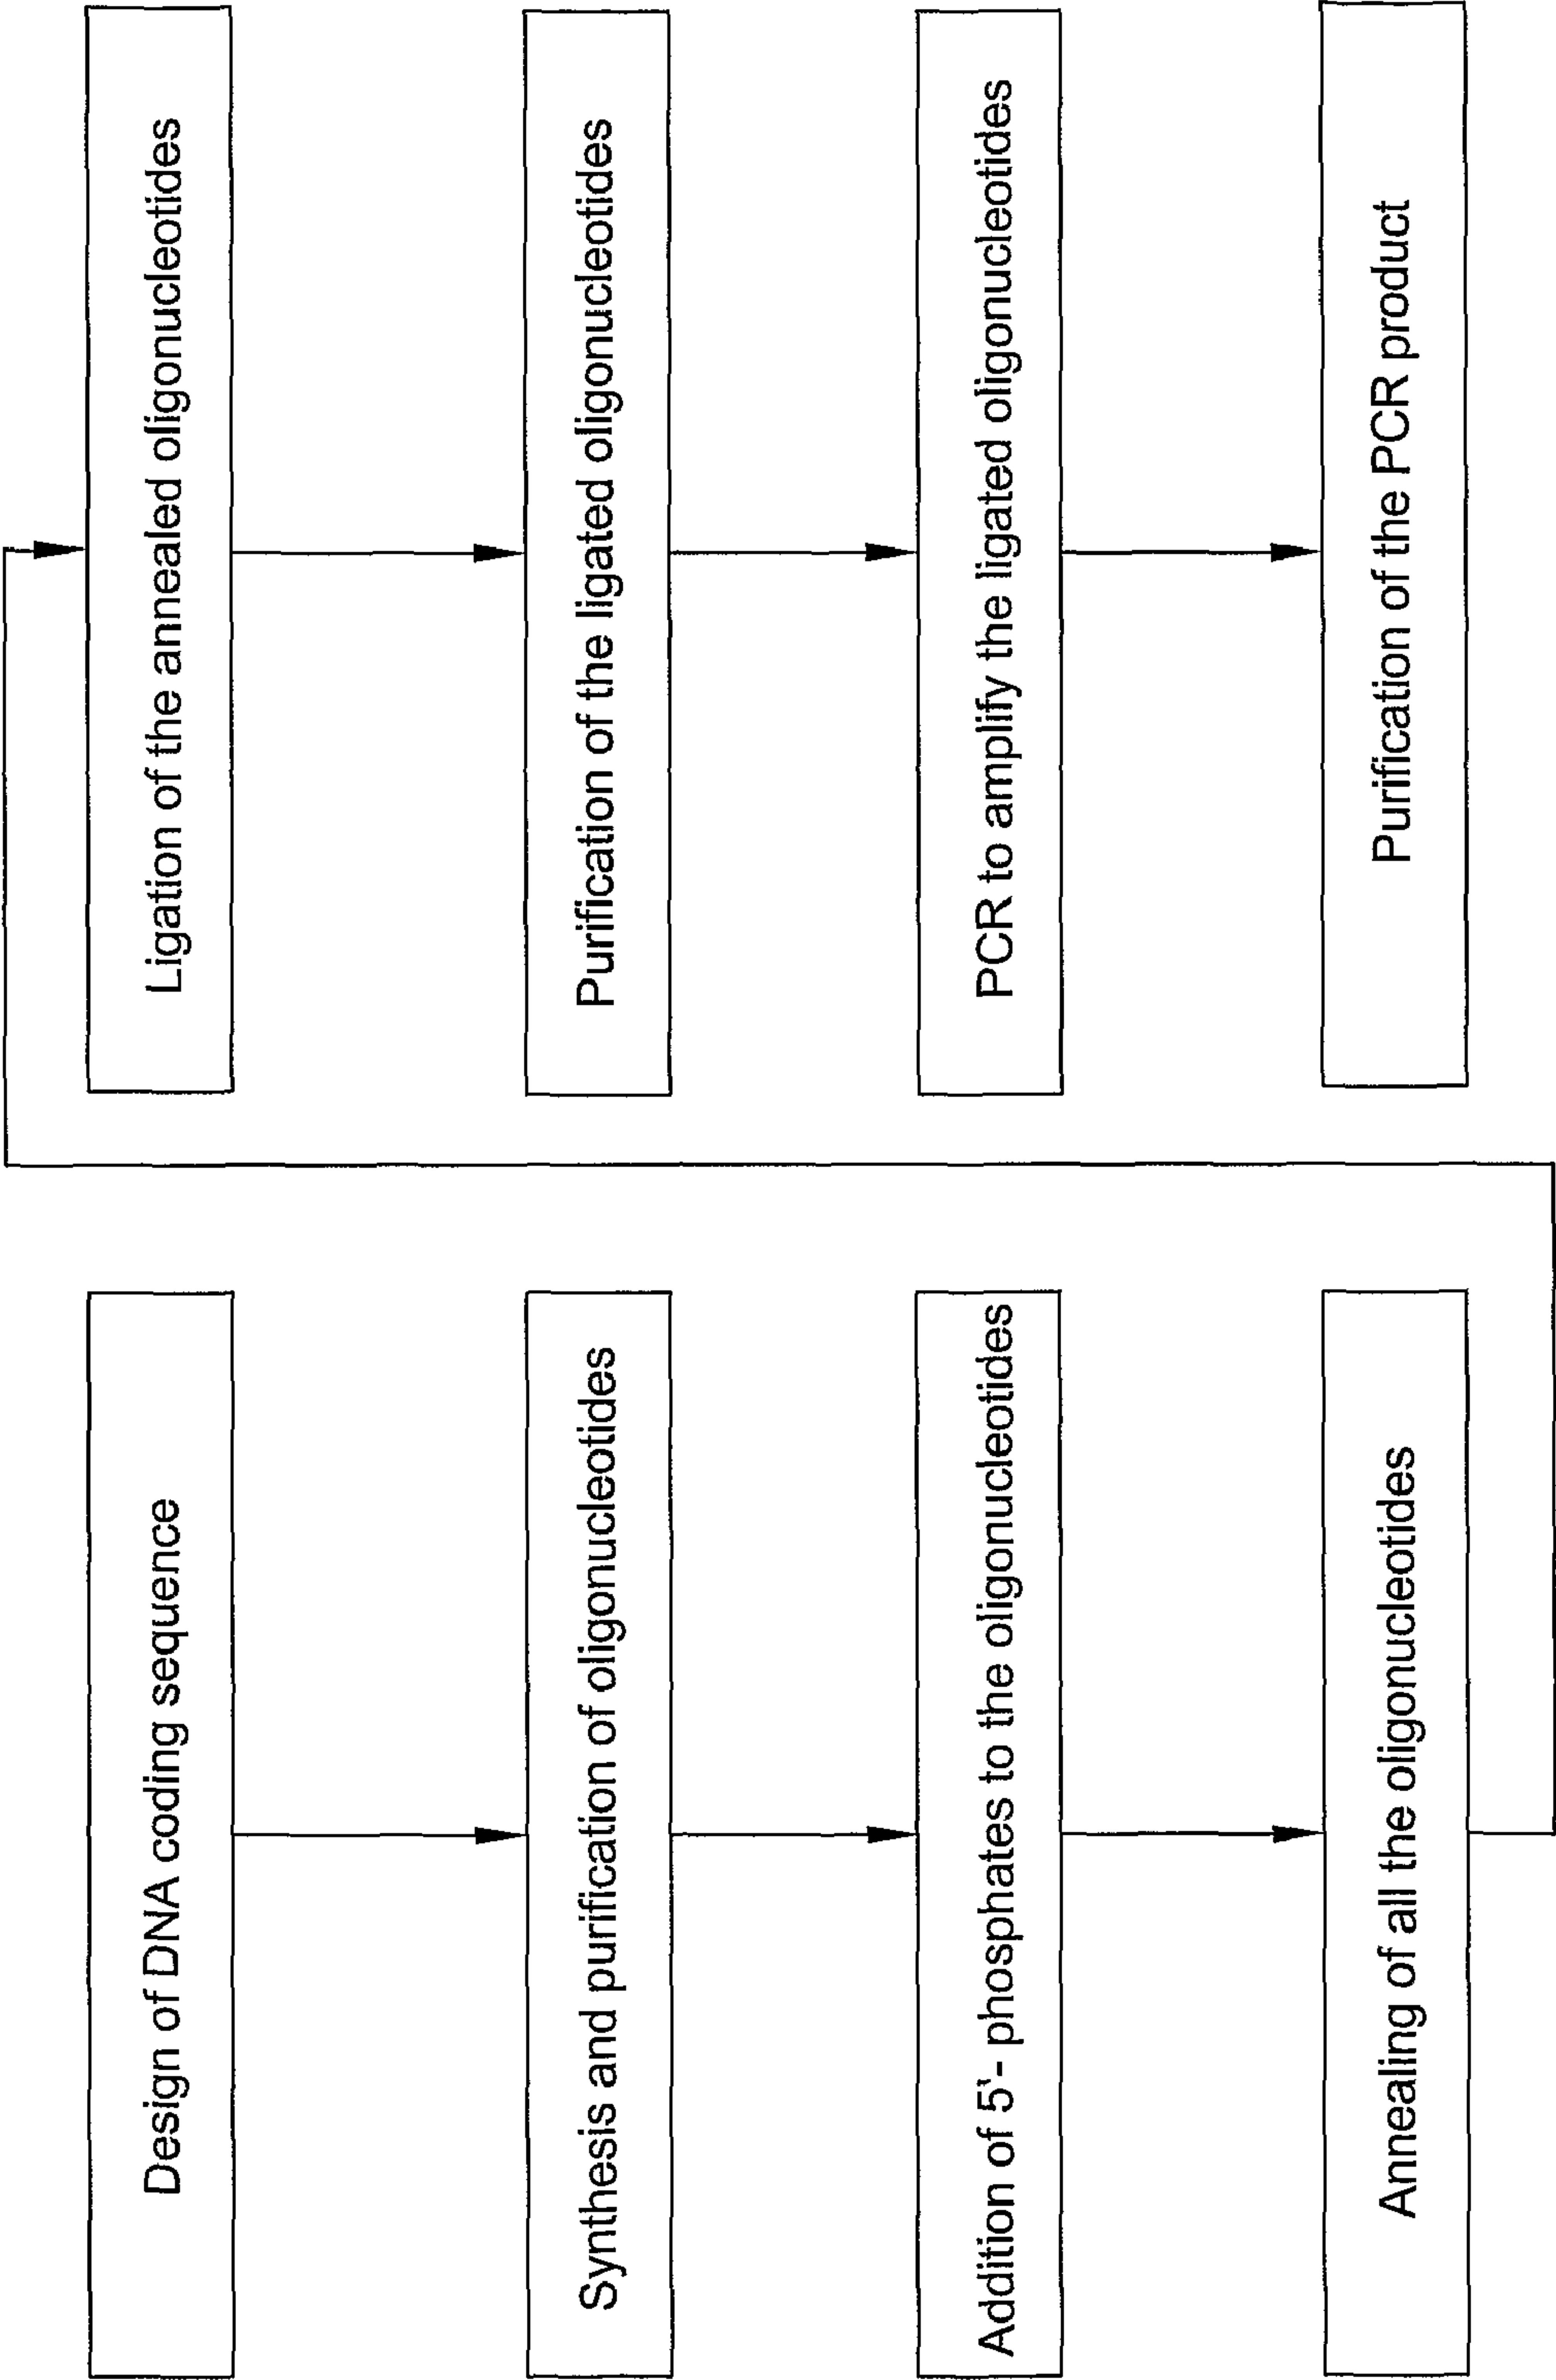 Design of DNA coding sequence
Synthesis and purification of oligonucleotides
Addition of 5'- phosphates to the oligonucleotides
Annealing of all the oligonucleotides
Ligation of the annealed oligonucleotides
Purification of the ligated oligonucleotides
PCR to amplify the ligated oligonucleotides
Purification of the PCR product